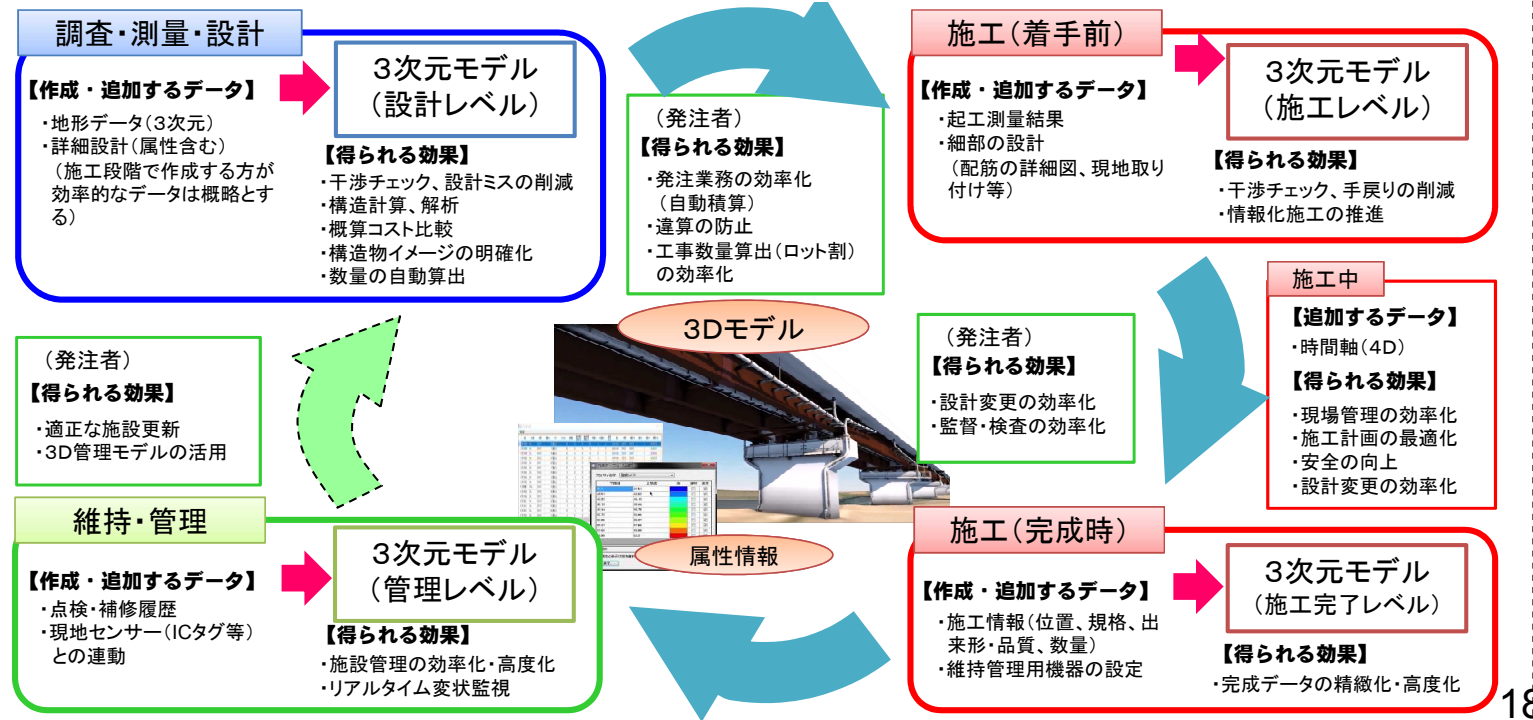 調査・測量・設計
【作成・追加するデータ】
・地形データ(３次元)
・詳細設計(属性含む)
(施工段階で作成する方が
効率的なデータは概略とす
る)
３次元モデル
(設計レベル)
【得られる効果】
・干渉チェック、設計ミスの削減
・構造計算、解析
・概算コスト比較
・構造物イメージの明確化
・数量の自動算出
(発注者)
【得られる効果】
・発注業務の効率化
(自動積算)
・違算の防止
・工事数量算出(ロット割)
の効率化
施工(着手前)
【作成・追加するデータ】
・起工測量結果
・細部の設計
(配筋の詳細図、現地取り
付け等)
３次元モデル
(施工レベル)
【得られる効果】
・干渉チェック、手戻りの削減
・情報化施工の推進
施工中
【追加するデータ】
・時間軸(４D)
【得られる効果】
・現場管理の効率化
・施工計画の最適化
・安全の向上
・設計変更の効率化
(発注者)
【得られる効果】
・設計変更の効率化
・監督・検査の効率化
３Dモデル
属性情報
(発注者)
【得られる効果】
・適正な施設更新
・３D管理モデルの活用
維持・管理
【作成・追加するデータ】
・点検・補修履歴
・現地センサー(ICタグ等)
との連動
３次元モデル
(管理レベル)
【得られる効果】
・施設管理の効率化・高度化
・リアルタイム変状監視
施工(完成時)
【作成・追加するデータ】
・施工情報(位置、規格、出
来形・品質、数量)
・維持管理用機器の設定
３次元モデル
(施工完了レベル)
【得られる効果】
・完成データの精緻化・高度化
18